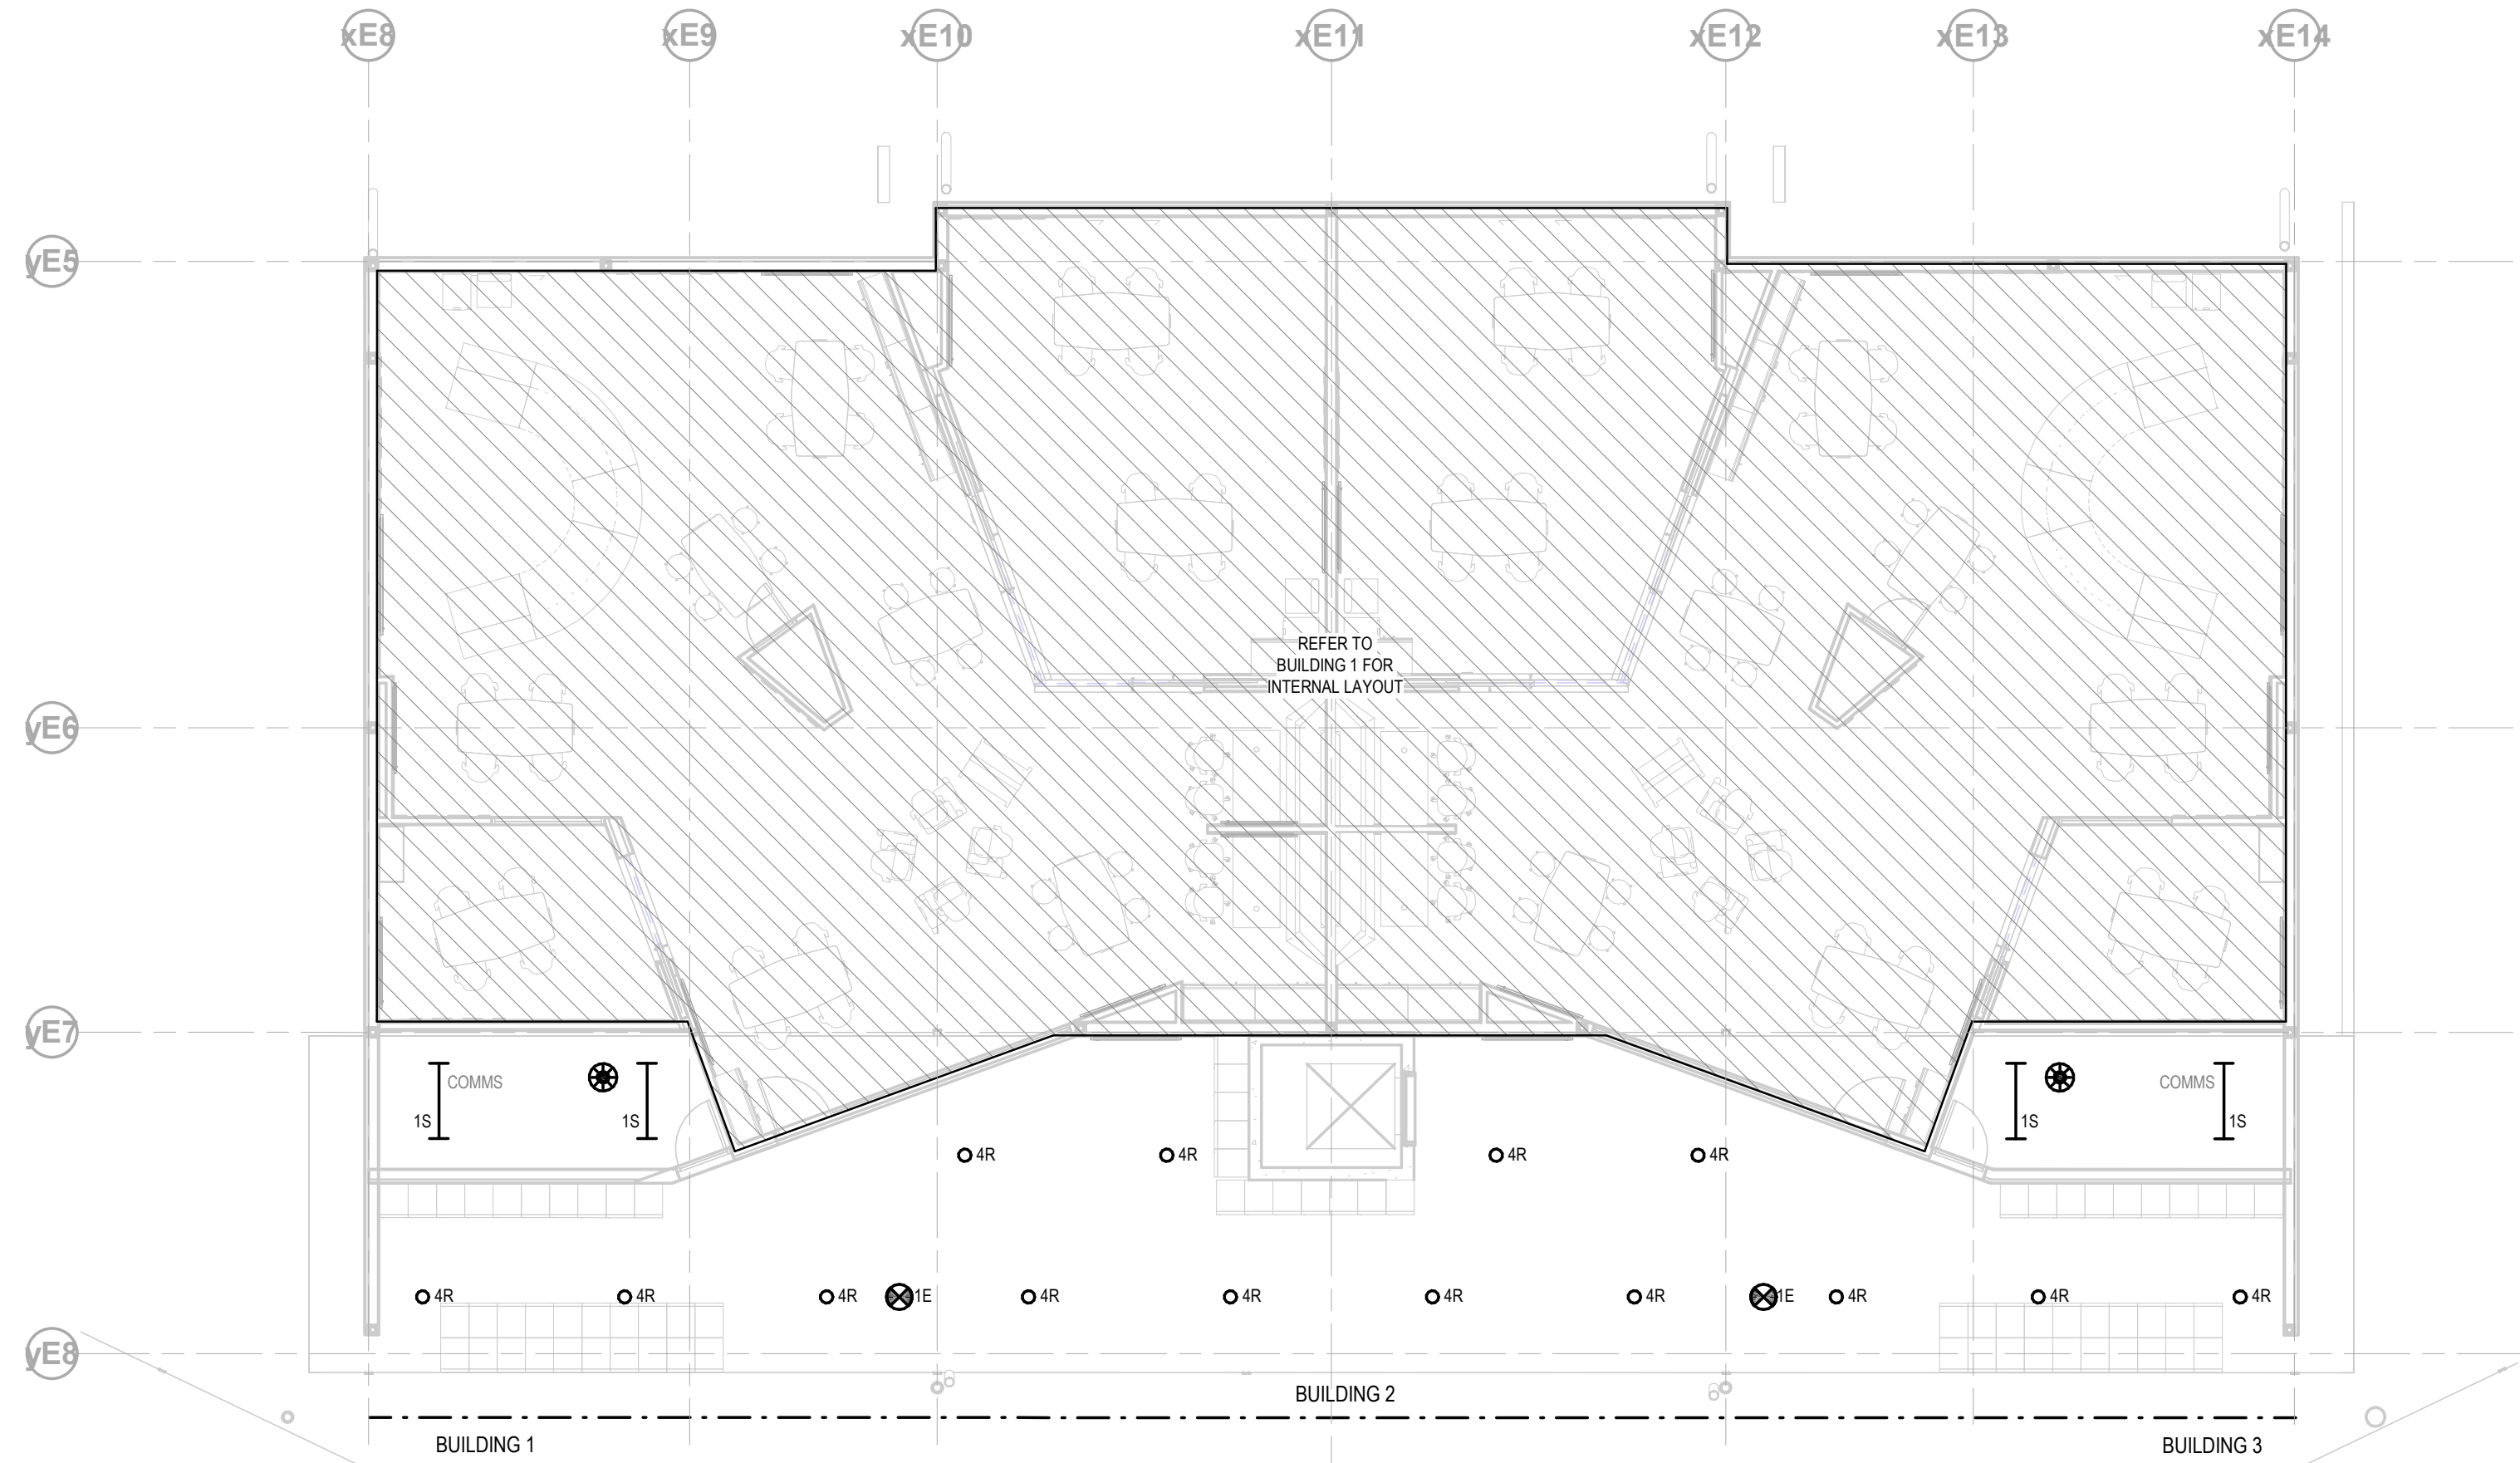 xE8 xE9 xE10 xE11 xE12 xE13 xE14
yE5
REFER TO
BUILDING 1 FOR
INTERNAL LAYOUT
yE6
yE7
COMMS COMMS
1S 1S 1S 1S
4R 4R 4R 4R
4R 4R 4R 1E 4R 4R 4R 4R 1E 4R 4R 4R
yE8
BUILDING 2
BUILDING 1 BUILDING 3